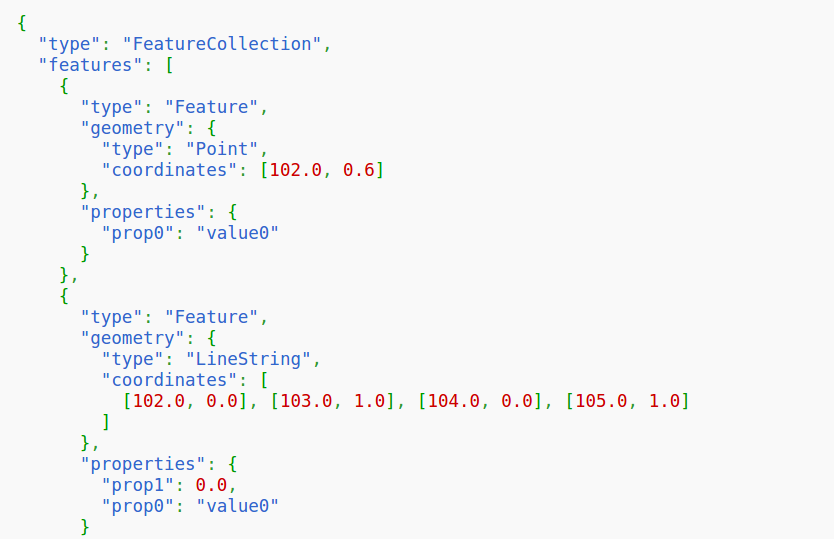 {
  "type": "FeatureCollection",
  "features": [
    {
      "type": "Feature",
      "geometry": {
        "type": "Point",
        "coordinates": [102.0, 0.6]
      },
      "properties": {
        "prop0": "value0"
      }
    },
    {
      "type": "Feature",
      "geometry": {
        "type": "LineString",
        "coordinates": [
          [102.0, 0.0], [103.0, 1.0], [104.0, 0.0], [105.0, 1.0]
        ]
      },
      "properties": {
        "prop1": 0.0,
        "prop0": "value0"
      }